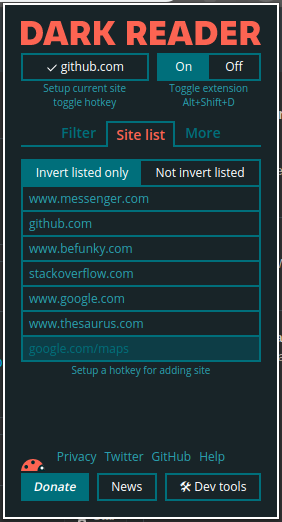 DARK READER
✓ github.com
On Off
Setup current site
toggle hotkey
Toggle extension
Alt+Shift+D
Filter Site list More
Invert listed only Not invert listed
www.messenger.com
github.com
www.befunky.com
stackoverflow.com
www.google.com
www.thesaurus.com
google.com/maps
Setup a hotkey for adding site
Privacy Twitter GitHub Help
Donate News 🛠 Dev tools